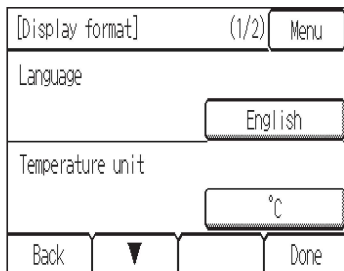 [Display format] (1/2) Menu
Language
English
Temperature unit
°C
Back ▼ Done